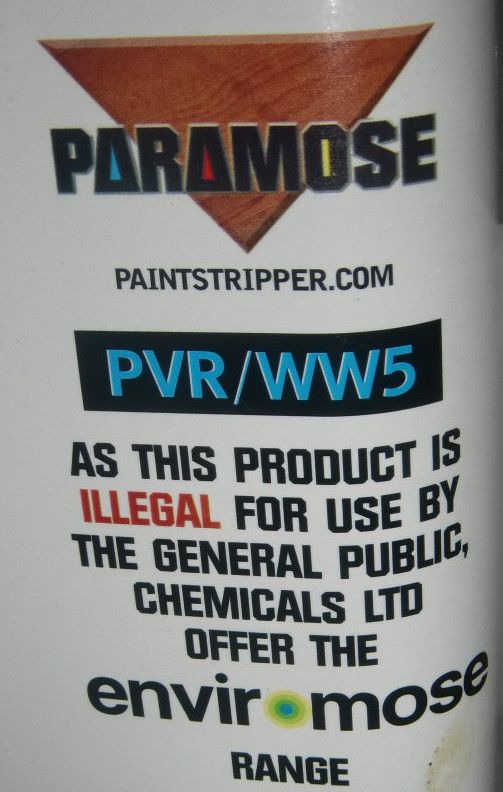 PARAMOSE
PAINTSTRIPPER.COM
PVR/WW5
AS THIS PRODUCT IS
ILLEGAL FOR USE BY
THE GENERAL PUBLIC,
CHEMICALS LTD
OFFER THE
enviromose
RANGE